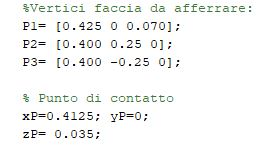 %Vertici faccia da afferrare:
P1= [0.425 0 0.070];
P2= [0.400 0.25 0];
P3= [0.400 -0.25 0];
% Punto di contatto
xP=0.4125; yP=0;
zP= 0.035;